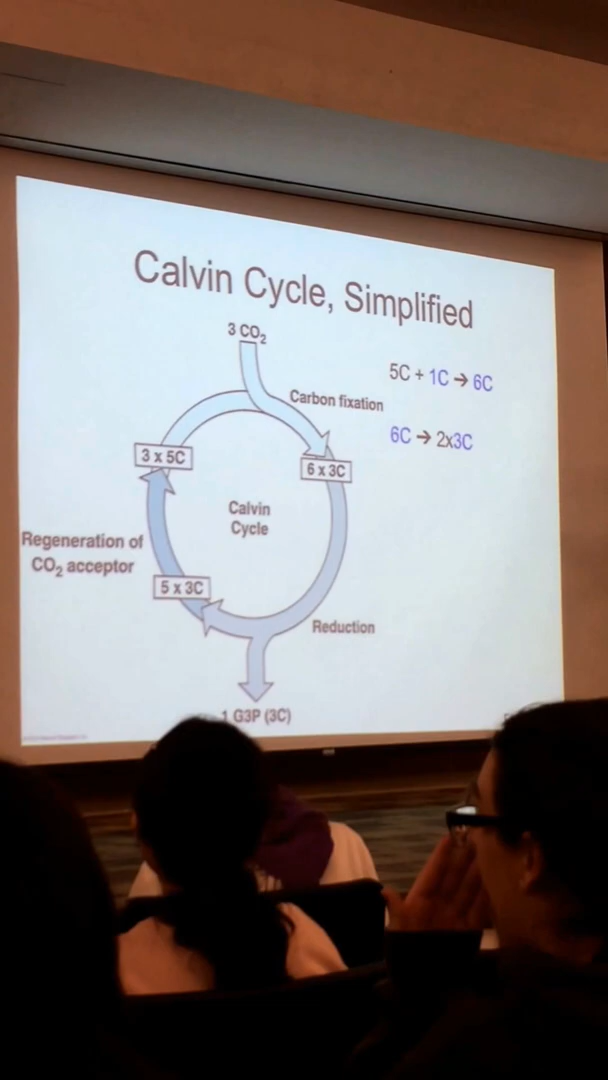 Calvin Cycle, Simplified
3 CO₂
5C + 1C → 6C
Carbon fixation
6C → 2x3C
3 x 5C
6 x 3C
Calvin
Cycle
Regeneration of
CO₂ acceptor
5 x 3C
Reduction
1 G3P (3C)